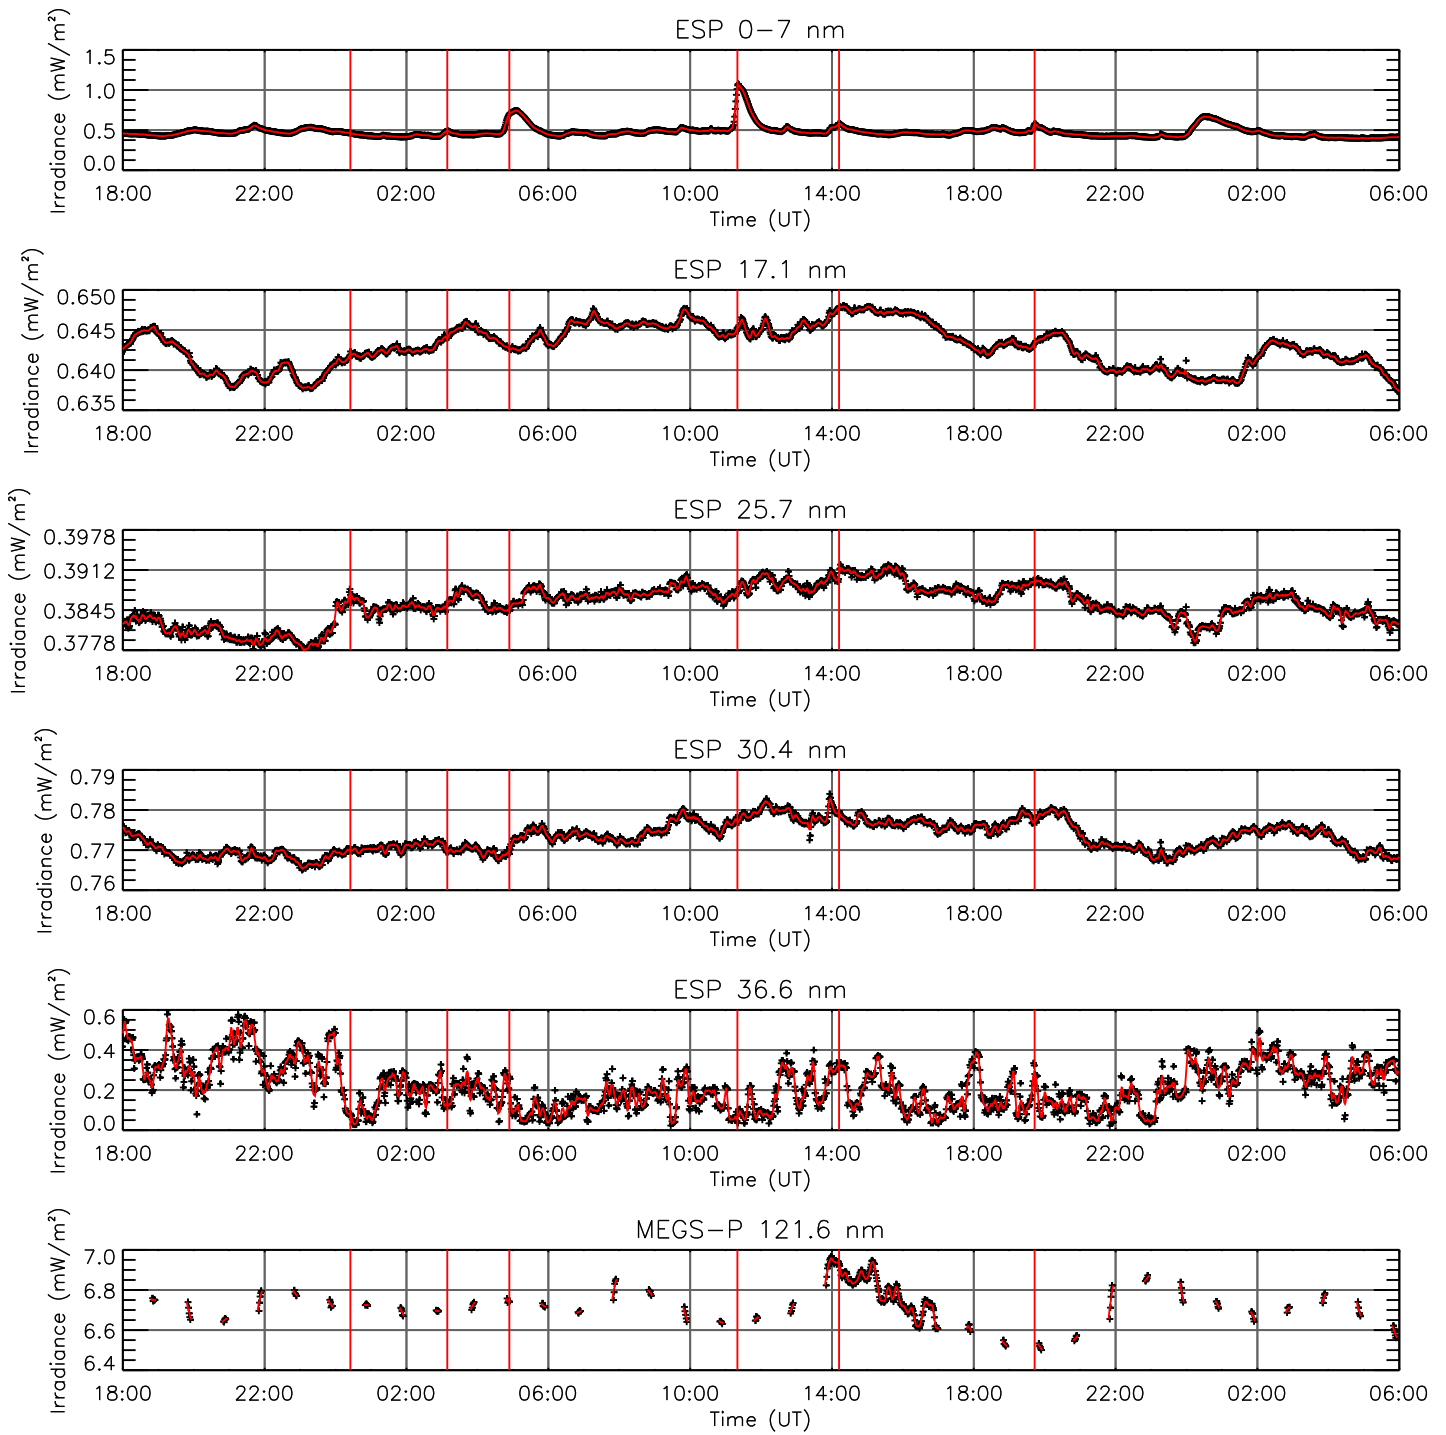 ESP 0−7 nm
Irradiance (mW/m²)
1.5
1.0
0.5
0.0
18:00 22:00 02:00 06:00 10:00 14:00 18:00 22:00 02:00 06:00
Time (UT)
ESP 17.1 nm
Irradiance (mW/m²)
0.650
0.645
0.640
0.635
18:00 22:00 02:00 06:00 10:00 14:00 18:00 22:00 02:00 06:00
Time (UT)
ESP 25.7 nm
Irradiance (mW/m²)
0.3978
0.3912
0.3845
0.3778
18:00 22:00 02:00 06:00 10:00 14:00 18:00 22:00 02:00 06:00
Time (UT)
ESP 30.4 nm
Irradiance (mW/m²)
0.79
0.78
0.77
0.76
18:00 22:00 02:00 06:00 10:00 14:00 18:00 22:00 02:00 06:00
Time (UT)
ESP 36.6 nm
Irradiance (mW/m²)
0.6
0.4
0.2
0.0
18:00 22:00 02:00 06:00 10:00 14:00 18:00 22:00 02:00 06:00
Time (UT)
MEGS−P 121.6 nm
Irradiance (mW/m²)
7.0
6.8
6.6
6.4
18:00 22:00 02:00 06:00 10:00 14:00 18:00 22:00 02:00 06:00
Time (UT)